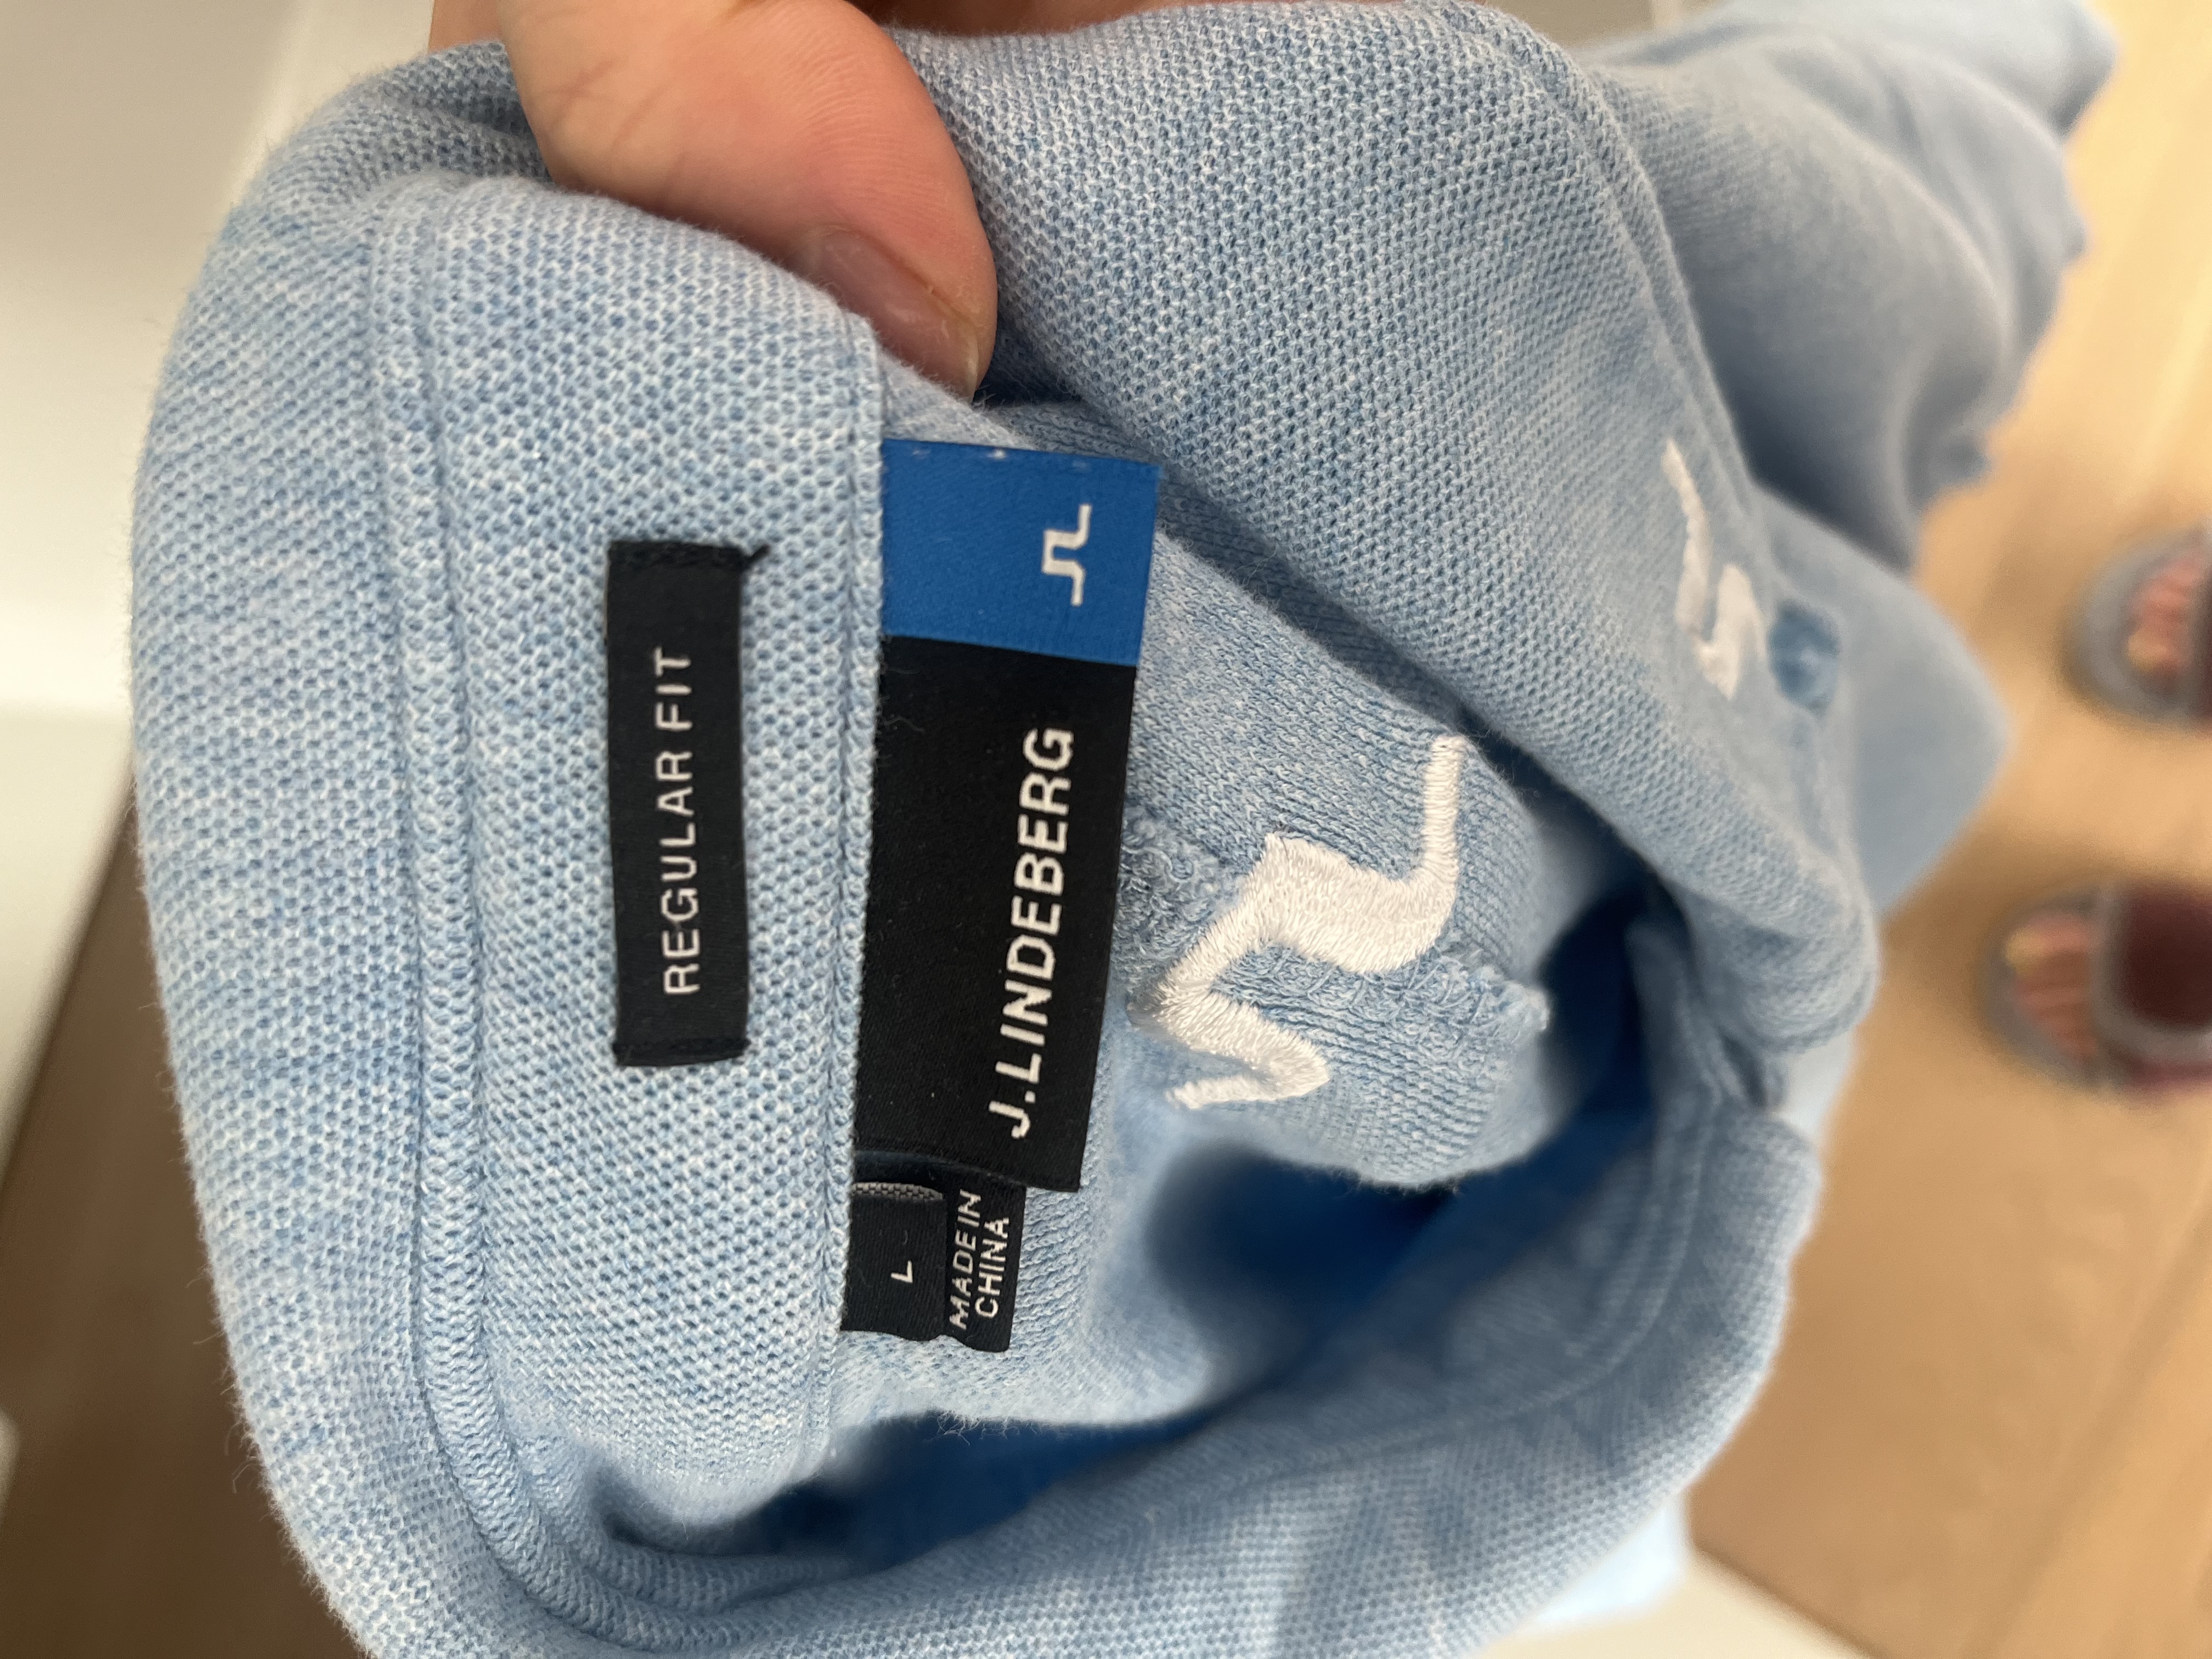 REGULAR FIT
J.LINDEBERG
L
MADE IN
CHINA